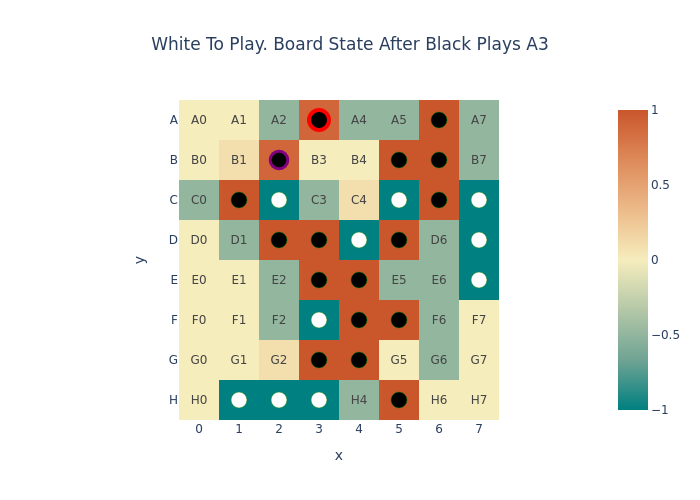 White To Play. Board State After Black Plays A3
A A0 A1 A2 A4 A5 A7
B B0 B1 B3 B4 B7
C C0 C3 C4
D D0 D1 D6
E E0 E1 E2 E5 E6
F F0 F1 F2 F6 F7
G G0 G1 G2 G5 G6 G7
H H0 H4 H6 H7
0 1 2 3 4 5 6 7
x
y
1
0.5
0
−0.5
−1